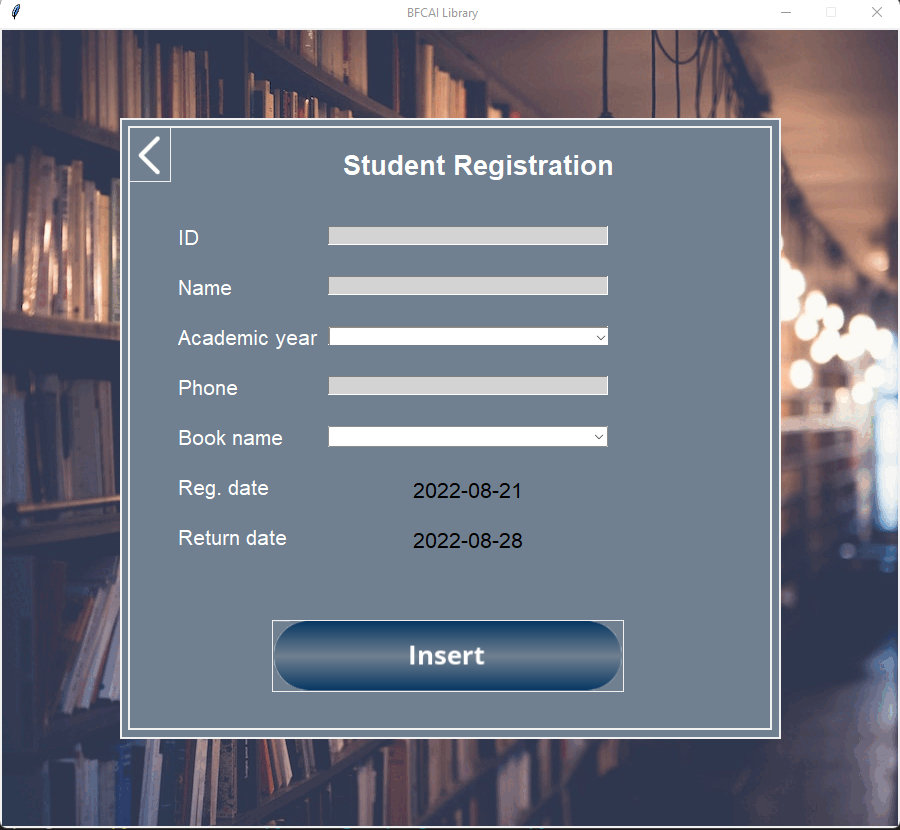 BFCAI Library
Student Registration
ID
Name
Academic year
Phone
Book name
Reg. date 2022-08-21
Return date 2022-08-28
Insert